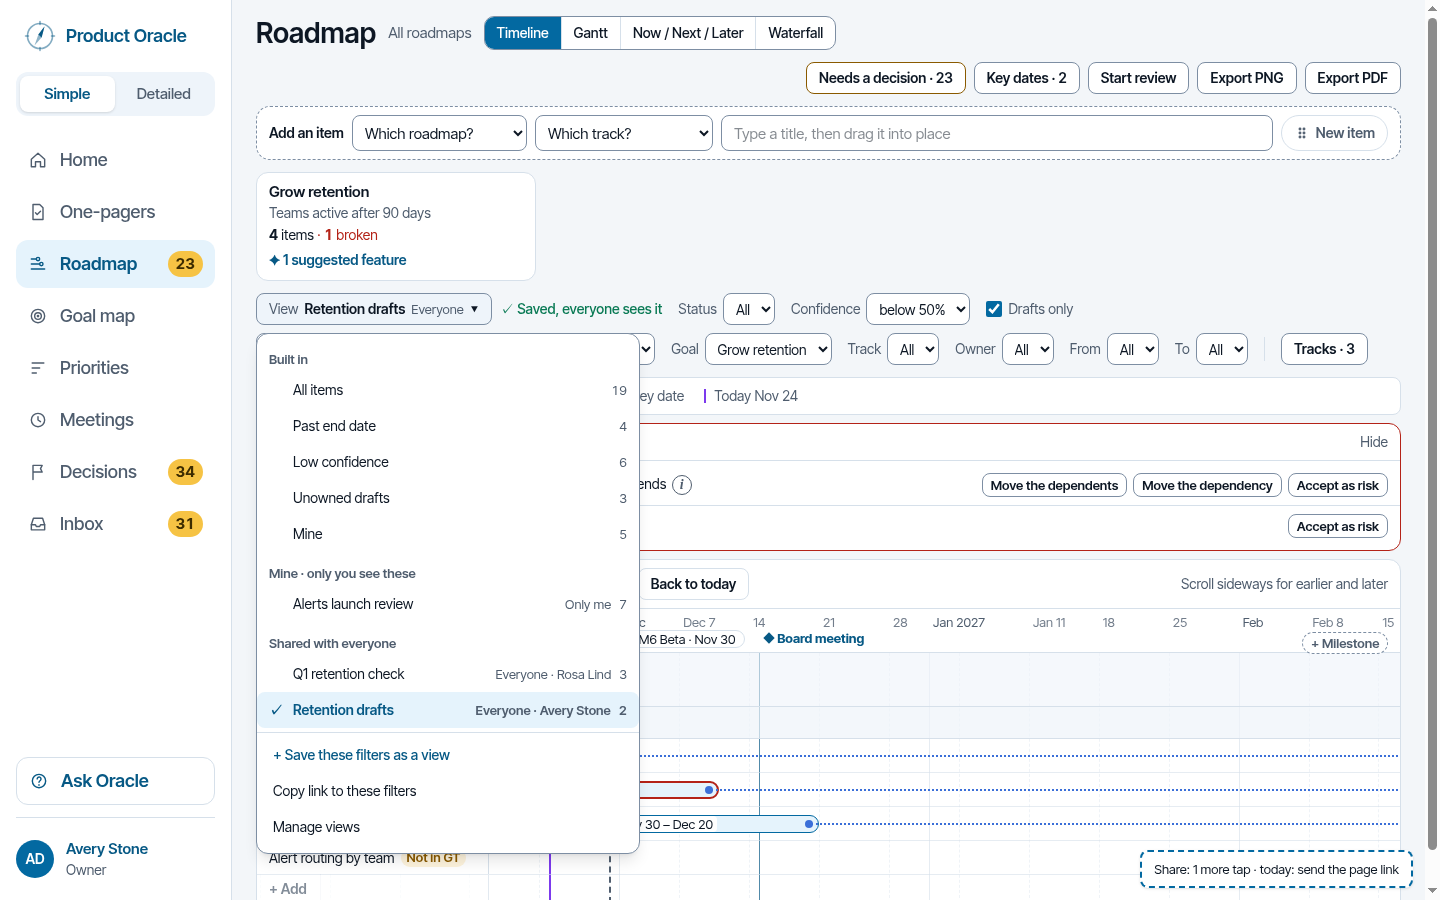 Product Oracle
Simple
Detailed
Home
One-pagers
Roadmap 23
Goal map
Priorities
Meetings
Decisions 34
Inbox 31
Ask Oracle
AD
Avery Stone
Owner
Roadmap All roadmaps Timeline Gantt Now / Next / Later Waterfall
Needs a decision · 23 Key dates · 2 Start review Export PNG Export PDF
Add an item Which roadmap? Which track? Type a title, then drag it into place New item
Grow retention
Teams active after 90 days
4 items · 1 broken
1 suggested feature
View Retention drafts Everyone ▾ ✓ Saved, everyone sees it Status All Confidence below 50% Drafts only
Goal Grow retention Track All Owner All From All To All Tracks · 3
Built in
All items 19
Past end date 4
Low confidence 6
Unowned drafts 3
Mine 5
Mine · only you see these
Alerts launch review Only me 7
Shared with everyone
Q1 retention check Everyone · Rosa Lind 3
✓ Retention drafts Everyone · Avery Stone 2
+ Save these filters as a view
Copy link to these filters
Manage views
ey date Today Nov 24
Hide
ends i Move the dependents Move the dependency Accept as risk
Accept as risk
Back to today Scroll sideways for earlier and later
c Dec 7 14 21 28 Jan 2027 Jan 11 18 25 Feb Feb 8 15
M6 Beta · Nov 30 ◆ Board meeting + Milestone
30 – Dec 20
Alert routing by team Not in GT
+ Add
Share: 1 more tap · today: send the page link